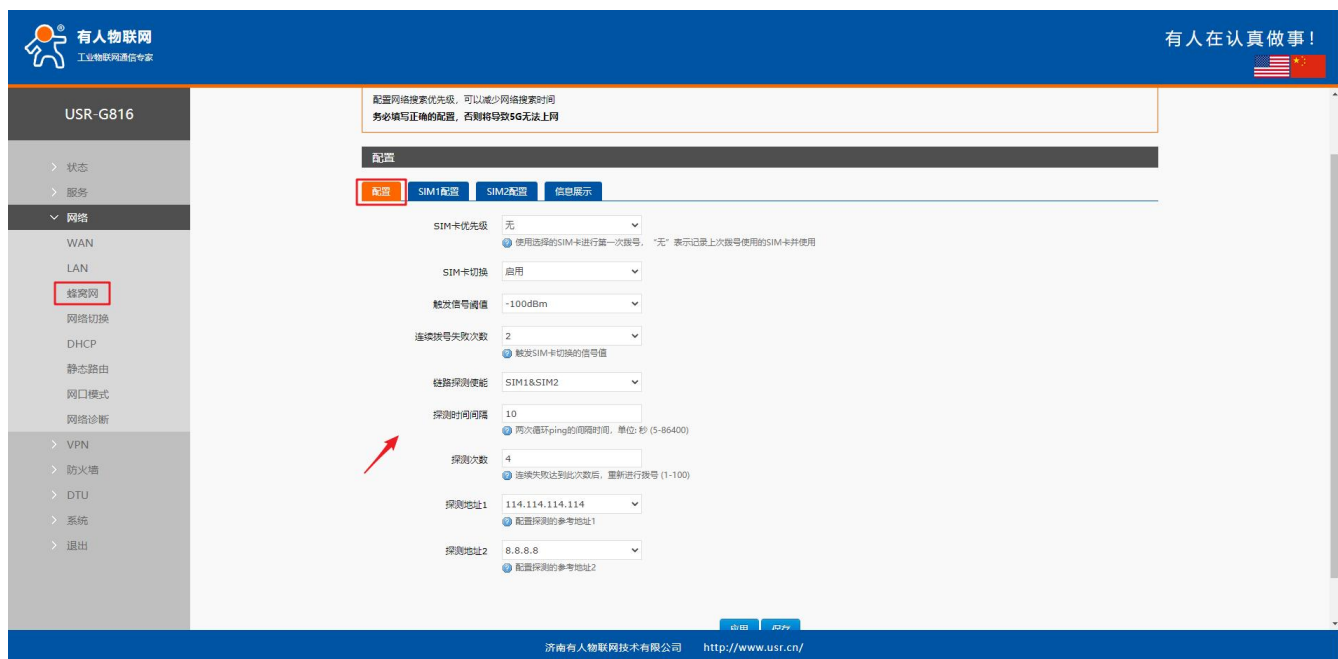 有人物联网
工业物联网通信专家
有人在认真做事！
USR-G816
状态
服务
网络
WAN
LAN
蜂窝网
网络切换
DHCP
静态路由
网口模式
网络诊断
VPN
防火墙
DTU
系统
退出
配置网络搜素优先级，可以减少网络搜素时间
务必填写正确的配置，否则将导致5G无法上网
配置
配置 SIM1配置 SIM2配置 信息展示
SIM卡优先级 无
使用选择的SIM卡进行第一次拨号， “无”表示记录上次拨号使用的SIM卡并使用
SIM卡切换 启用
触发信号阈值 -100dBm
连续拨号失败次数 2
触发SIM卡切换的信号值
链路探测使能 SIM1&SIM2
探测时间间隔 10
两次循环ping的间隔时间，单位: 秒 (5-86400)
探测次数 4
连续失败达到此次数后，重新进行拨号 (1-100)
探测地址1 114.114.114.114
配置探测的参考地址1
探测地址2 8.8.8.8
配置探测的参考地址2
应用 保存
济南有人物联网技术有限公司 http://www.usr.cn/